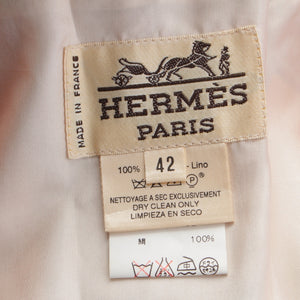 MADE IN FRANCE
HERMÈS
PARIS
42
100% - Lino
P
NETTOYAGE A SEC EXCLUSIVEMENT
DRY CLEAN ONLY
LIMPIEZA EN SECO
100%